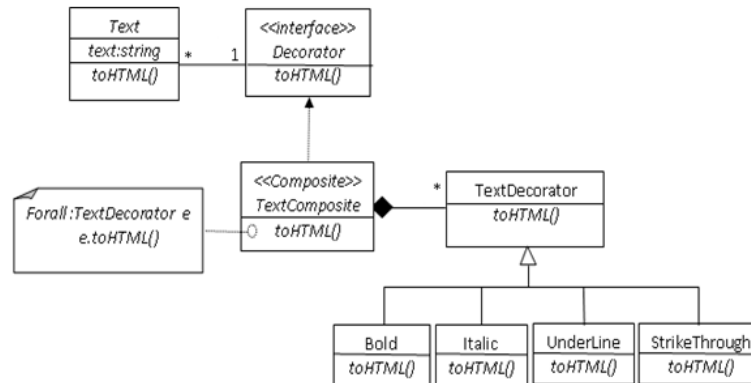 Text
text:string
toHTML()
*
1
<<interface>>
Decorator
toHTML()
<<Composite>>
TextComposite
toHTML()
Forall :TextDecorator e
e.toHTML()
*
TextDecorator
toHTML()
Bold
toHTML()
Italic
toHTML()
UnderLine
toHTML()
StrikeThrough
toHTML()